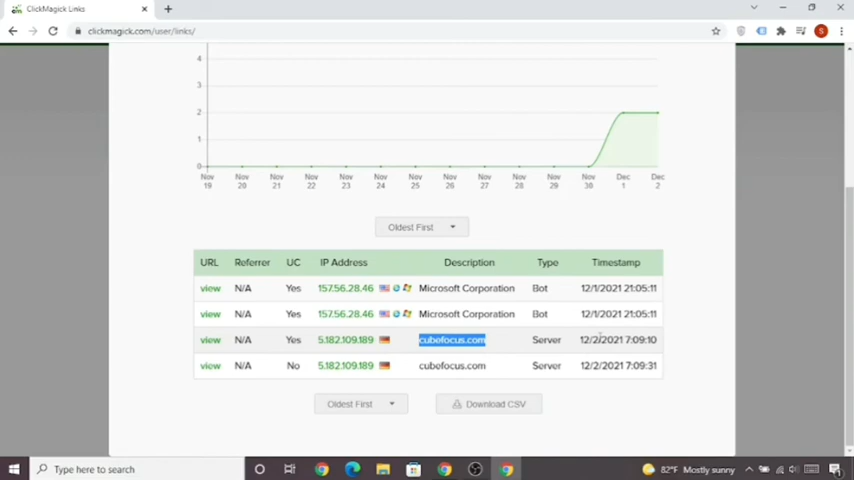 ClickMagick Links
clickmagick.com/user/links/
S
4
3
2
1
0
Nov 19 Nov 20 Nov 21 Nov 22 Nov 23 Nov 24 Nov 25 Nov 26 Nov 27 Nov 28 Nov 29 Nov 30 Dec 1 Dec 2
Oldest First
URL Referrer UC IP Address Description Type Timestamp
view N/A Yes 157.56.28.46 Microsoft Corporation Bot 12/1/2021 21:05:11
view N/A Yes 157.56.28.46 Microsoft Corporation Bot 12/1/2021 21:05:11
view N/A Yes 5.182.109.189 cubefocus.com Server 12/2/2021 7:09:10
view N/A No 5.182.109.189 cubefocus.com Server 12/2/2021 7:09:31
Oldest First Download CSV
Type here to search 82°F Mostly sunny